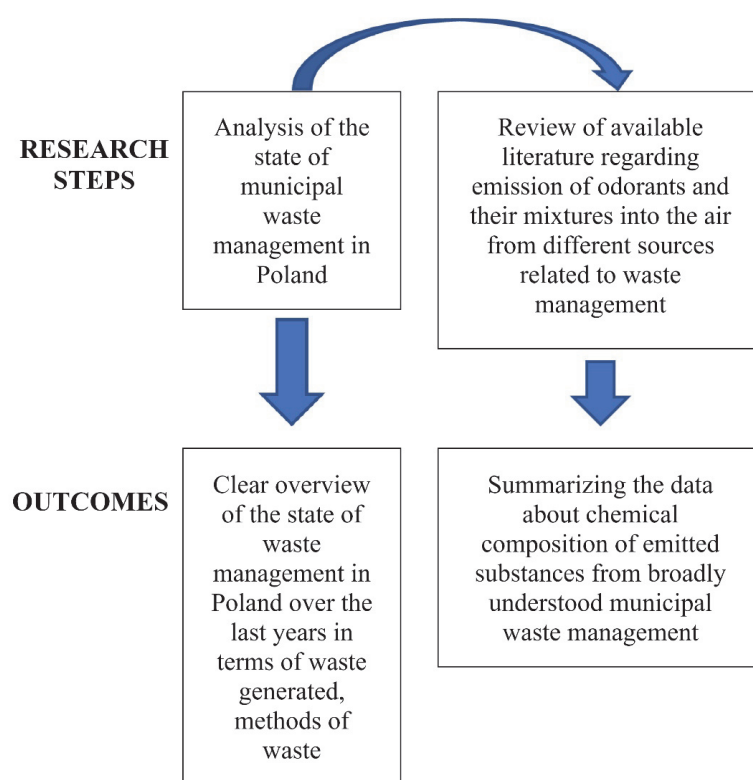 RESEARCH
STEPS
Analysis of the
state of
municipal
waste
management in
Poland
Review of available
literature regarding
emission of odorants and
their mixtures into the air
from different sources
related to waste
management
OUTCOMES
Clear overview
of the state of
waste
management in
Poland over the
last years in
terms of waste
generated,
methods of
waste
Summarizing the data
about chemical
composition of emitted
substances from broadly
understood municipal
waste management